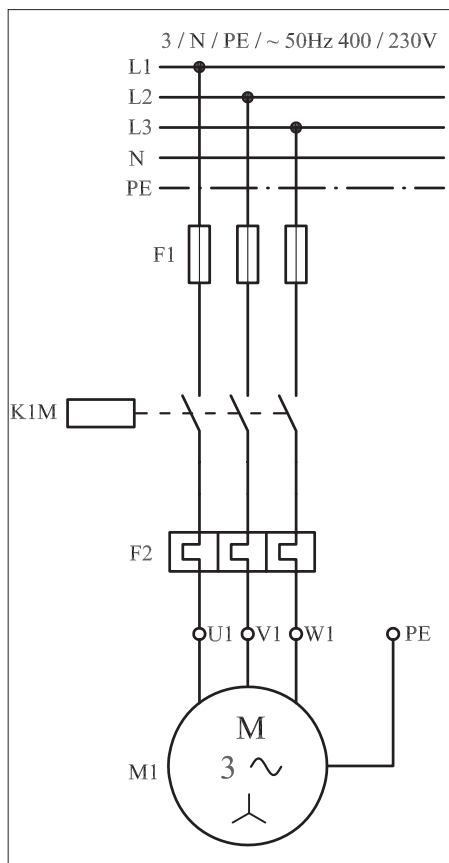 3 / N / PE / ~ 50Hz 400 / 230V
L1
L2
L3
N
PE
F1
K1M
F2
U1 V1 W1 PE
M
M1 3 ~